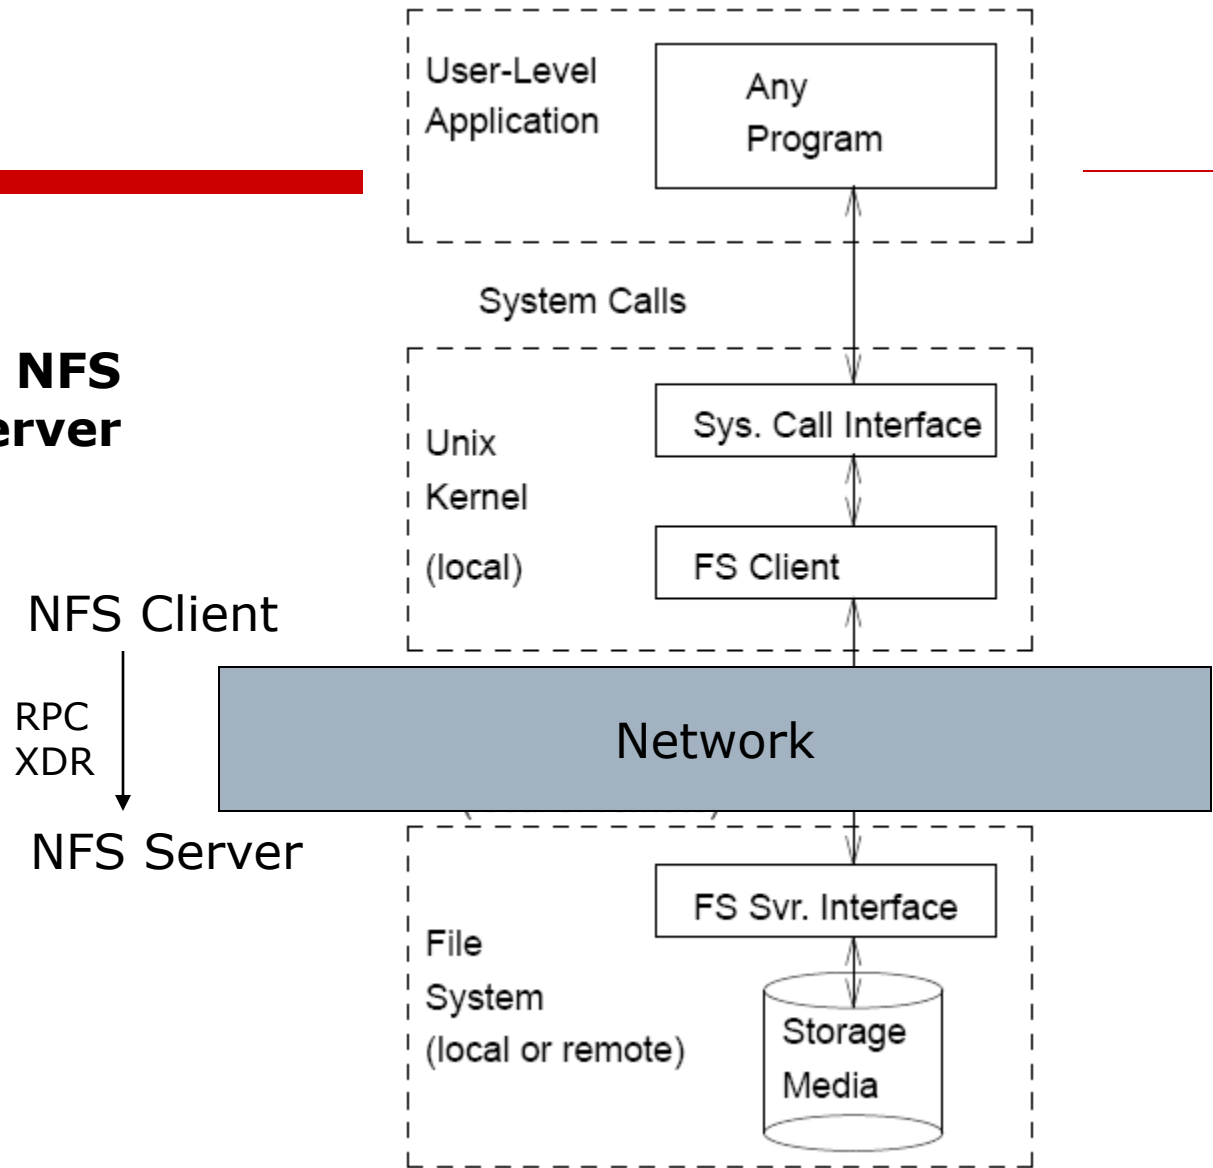 User-Level
Application
Any
Program
System Calls
NFS
erver
Unix
Kernel
(local)
Sys. Call Interface
FS Client
NFS Client
RPC
XDR
Network
NFS Server
File
System
(local or remote)
FS Svr. Interface
Storage
Media